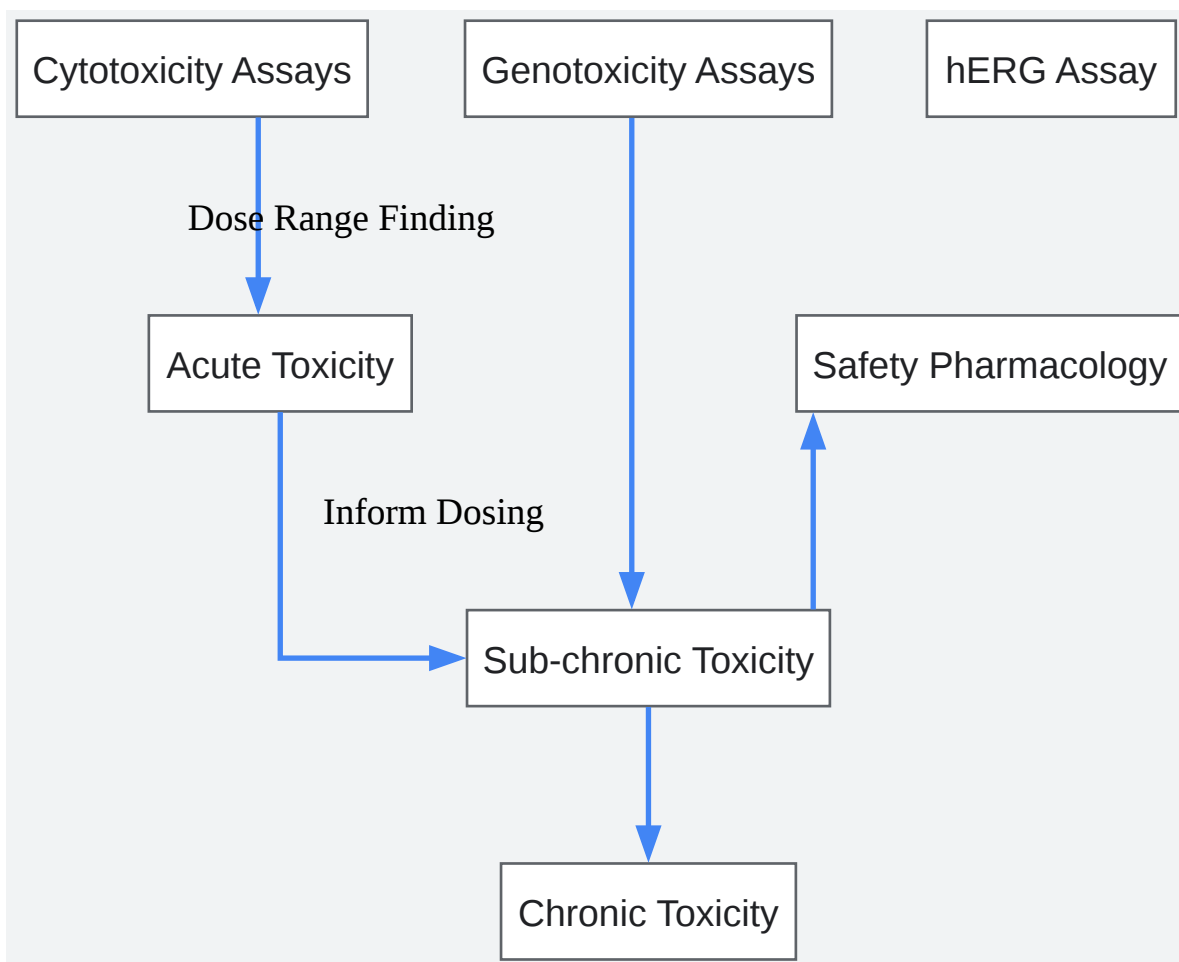 Cytotoxicity Assays
Genotoxicity Assays
hERG Assay
Dose Range Finding
Acute Toxicity
Safety Pharmacology
Inform Dosing
Sub-chronic Toxicity
Chronic Toxicity